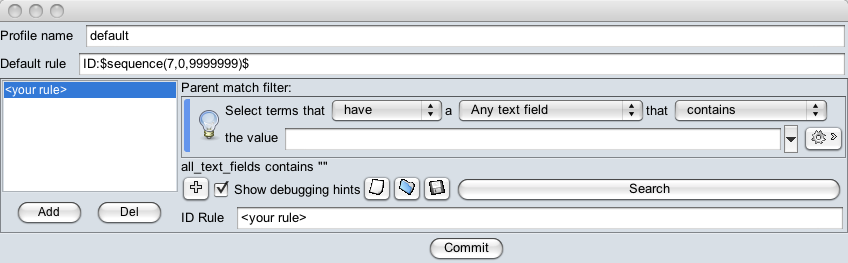 Profile name default
Default rule ID:$sequence(7,0,9999999)$
<your rule>
Parent match filter:
Select terms that have a Any text field that contains
the value
all_text_fields contains ""
Show debugging hints Search
Add Del
ID Rule <your rule>
Commit